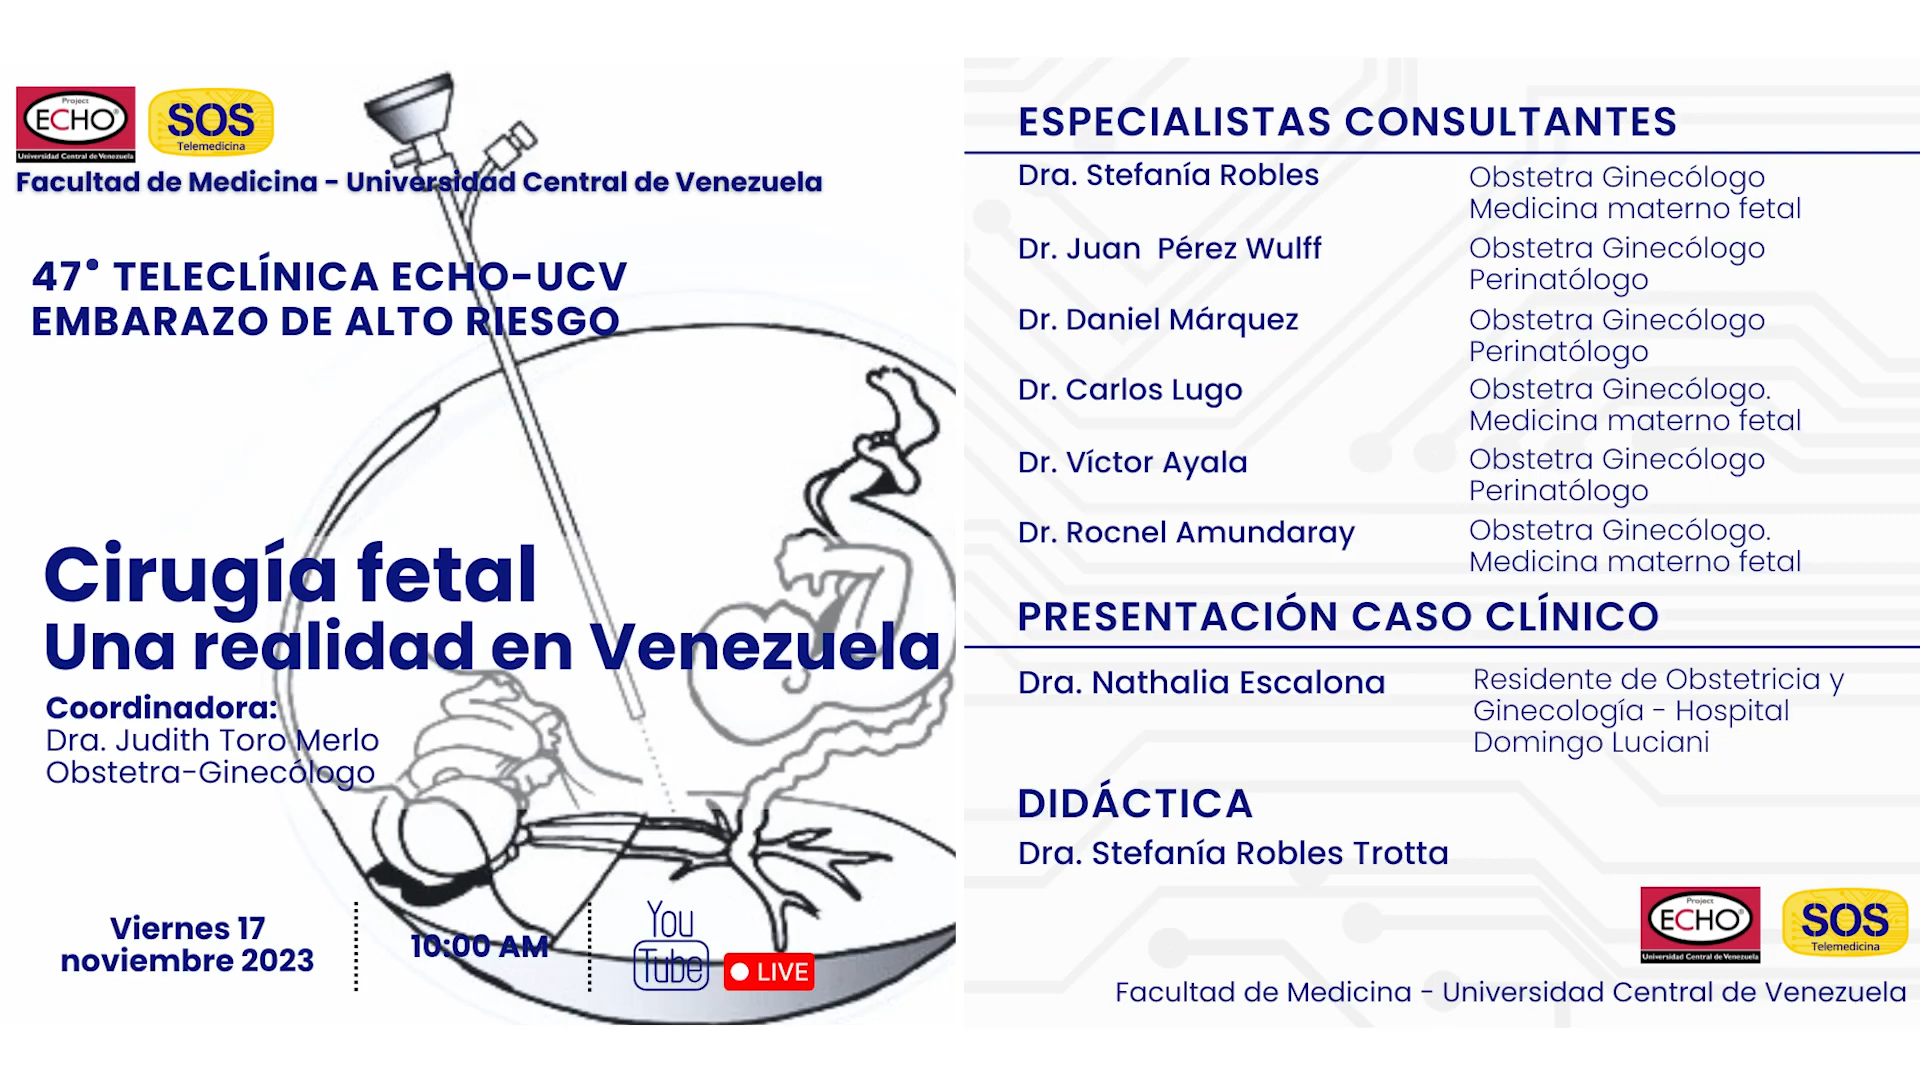 Project
ECHO®
Universidad Central de Venezuela
SOS
Telemedicina
Facultad de Medicina - Universidad Central de Venezuela
47° TELECLÍNICA ECHO-UCV
EMBARAZO DE ALTO RIESGO
Cirugía fetal
Una realidad en Venezuela
Coordinadora:
Dra. Judith Toro Merlo
Obstetra-Ginecólogo
Viernes 17
noviembre 2023
10:00 AM
You
Tube
LIVE
ESPECIALISTAS CONSULTANTES
Dra. Stefanía Robles
Obstetra Ginecólogo
Medicina materno fetal
Dr. Juan  Pérez Wulff
Obstetra Ginecólogo
Perinatólogo
Dr. Daniel Márquez
Obstetra Ginecólogo
Perinatólogo
Dr. Carlos Lugo
Obstetra Ginecólogo.
Medicina materno fetal
Dr. Víctor Ayala
Obstetra Ginecólogo
Perinatólogo
Dr. Rocnel Amundaray
Obstetra Ginecólogo.
Medicina materno fetal
PRESENTACIÓN CASO CLÍNICO
Dra. Nathalia Escalona
Residente de Obstetricia y
Ginecología - Hospital
Domingo Luciani
DIDÁCTICA
Dra. Stefanía Robles Trotta
Project
ECHO®
Universidad Central de Venezuela
SOS
Telemedicina
Facultad de Medicina - Universidad Central de Venezuela